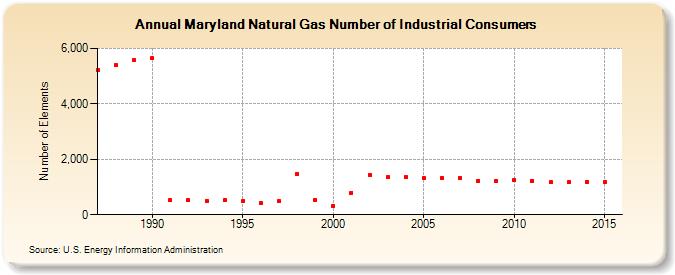 Annual Maryland Natural Gas Number of Industrial Consumers
Number of Elements
6,000
4,000
2,000
0
1990 1995 2000 2005 2010 2015
Source: U.S. Energy Information Administration